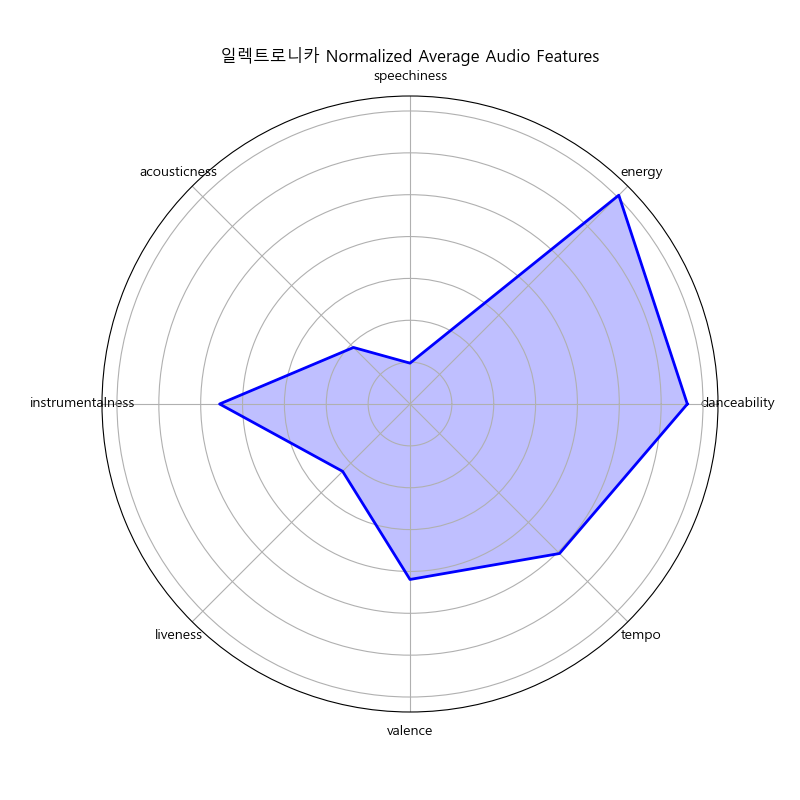 일렉트로니카 Normalized Average Audio Features
speechiness
acousticness
energy
instrumentalness
danceability
liveness
tempo
valence